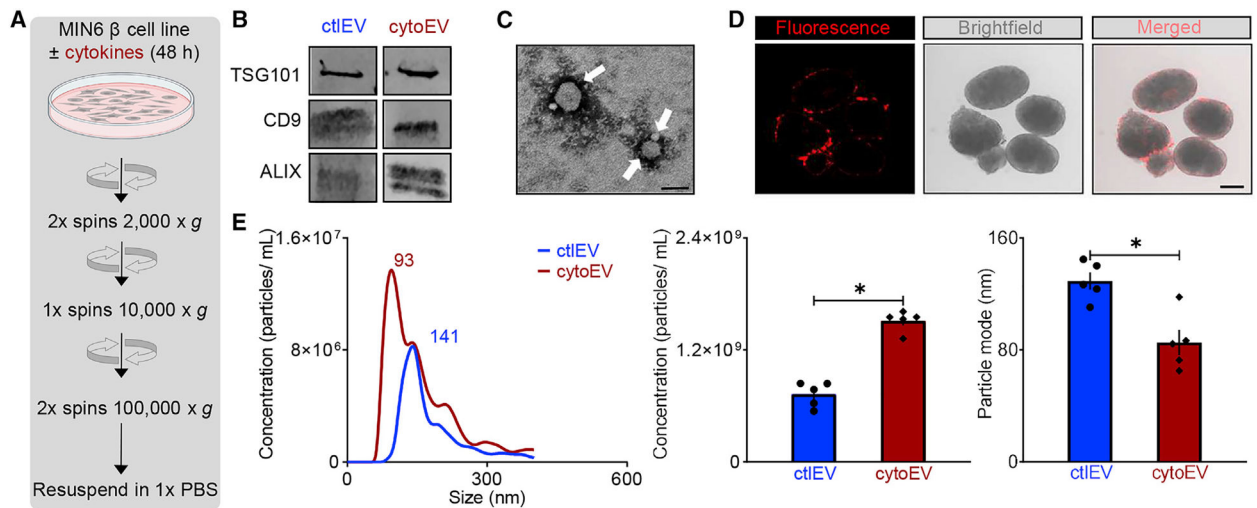 A
MIN6 β cell line
± cytokines (48 h)
2x spins 2,000 x g
1x spins 10,000 x g
2x spins 100,000 x g
Resuspend in 1x PBS
B
ctlEV cytoEV
TSG101
CD9
ALIX
C
D
Fluorescence Brightfield Merged
E
Concentration (particles/ mL)
1.6×10⁷
8×10⁶
0
93
141
ctlEV
cytoEV
0 300 600
Size (nm)
Concentration (particles/ mL)
2.4×10⁹
1.2×10⁹
0
*
ctlEV cytoEV
Particle mode (nm)
160
80
0
*
ctlEV cytoEV